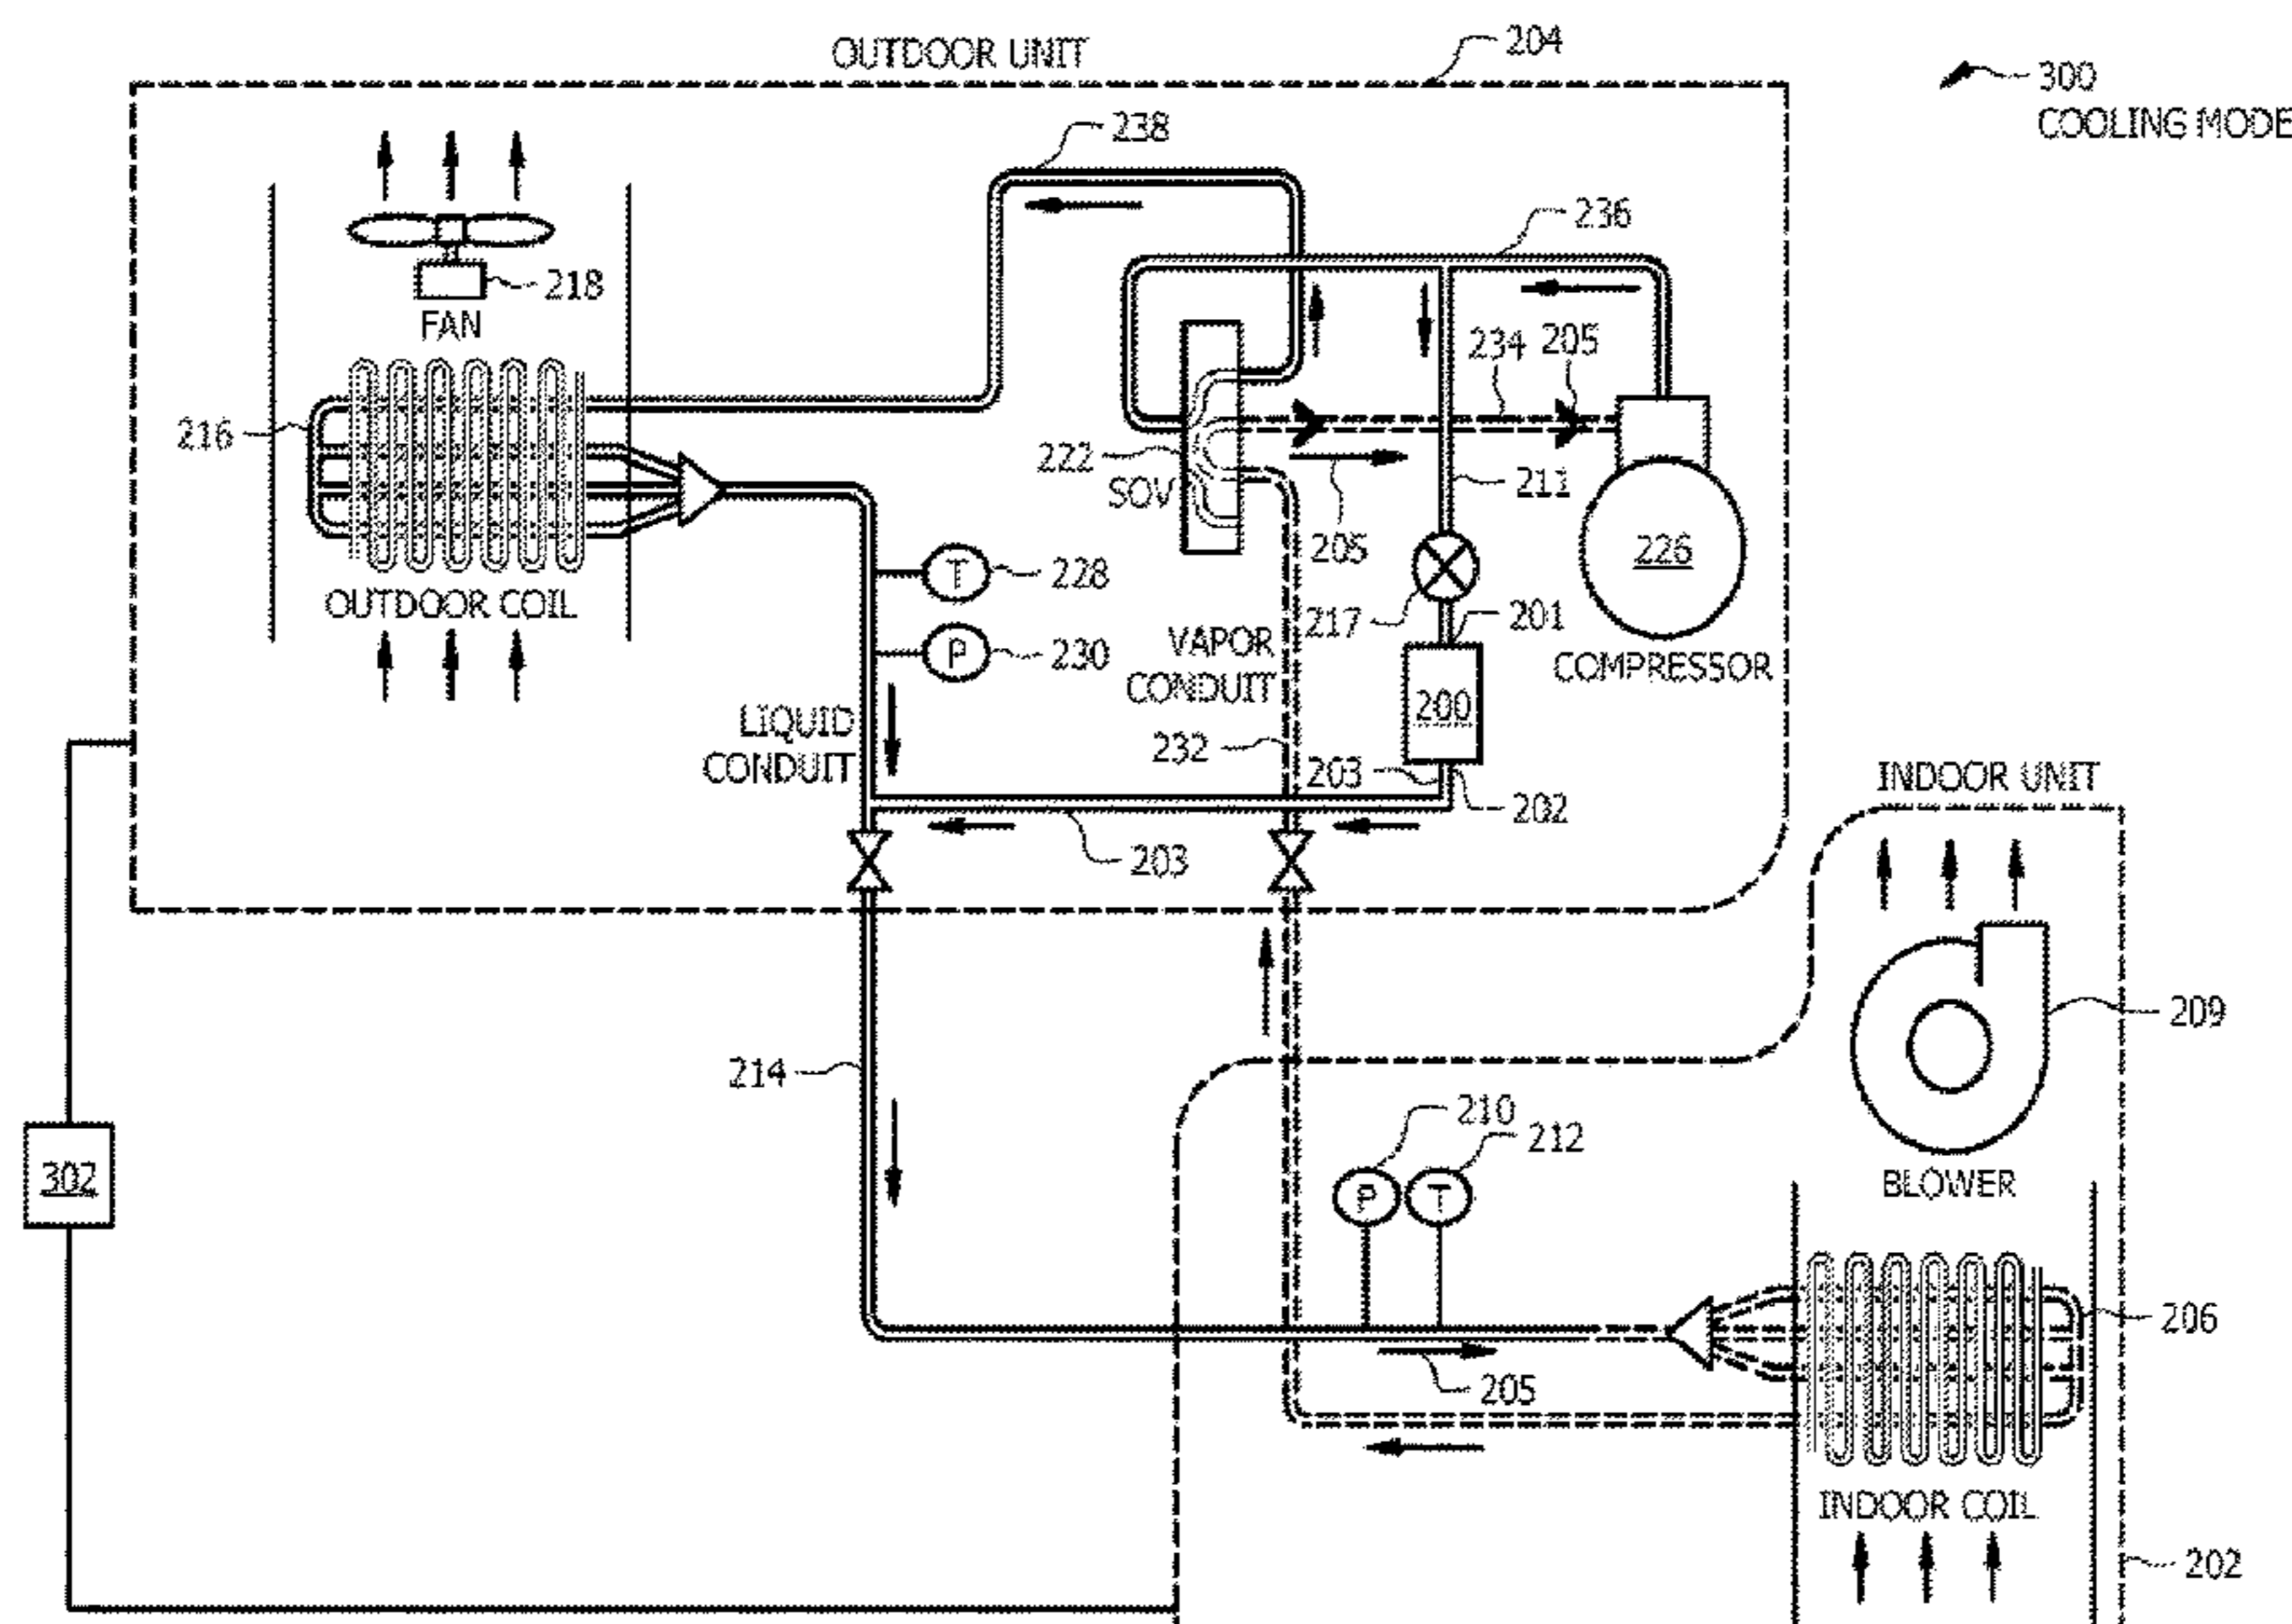 OUTDOOR UNIT
204
300
COOLING MODE
238
236
218
FAN
234
205
216
222
SOV
205
211
226
OUTDOOR COIL
T
228
217
201
P
230
VAPOR
CONDUIT
COMPRESSOR
200
LIQUID
CONDUIT
232
203
202
INDOOR UNIT
203
209
214
210
212
P
T
302
BLOWER
206
205
INDOOR COIL
202